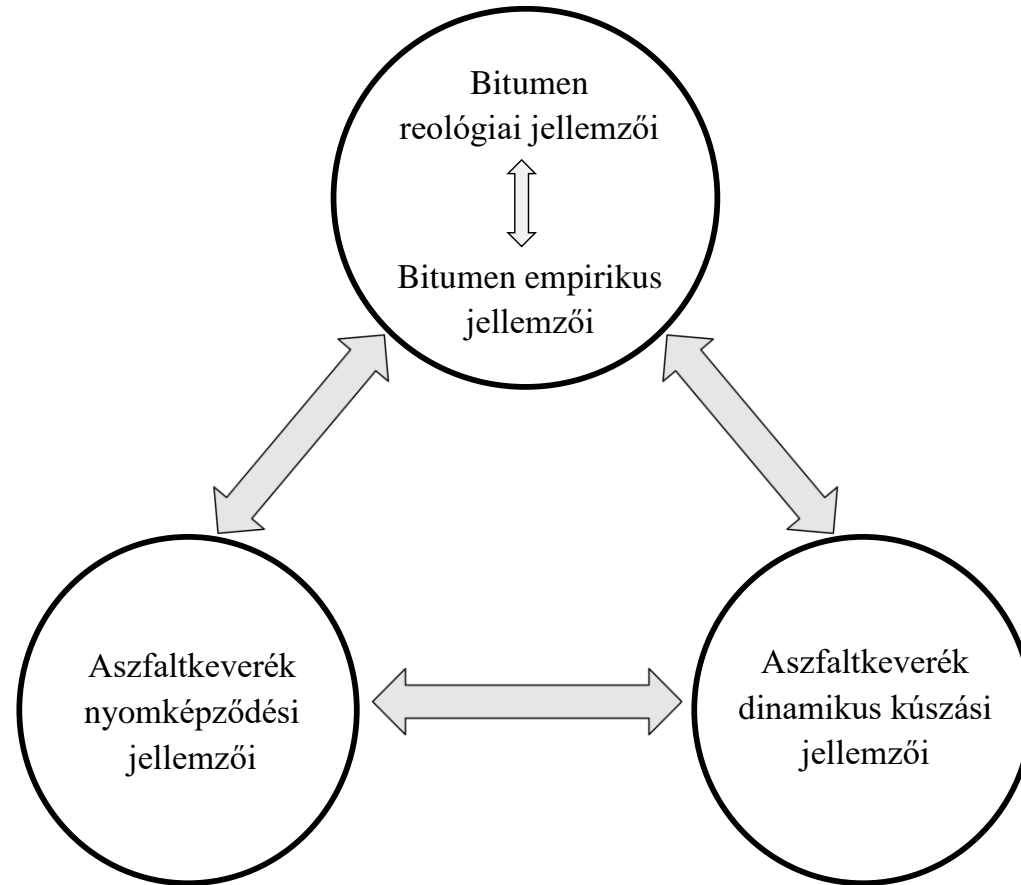 Bitumen
reológiai jellemzői
Bitumen empirikus
jellemzői
Aszfaltkeverék
nyomképződési
jellemzői
Aszfaltkeverék
dinamikus kúszási
jellemzői